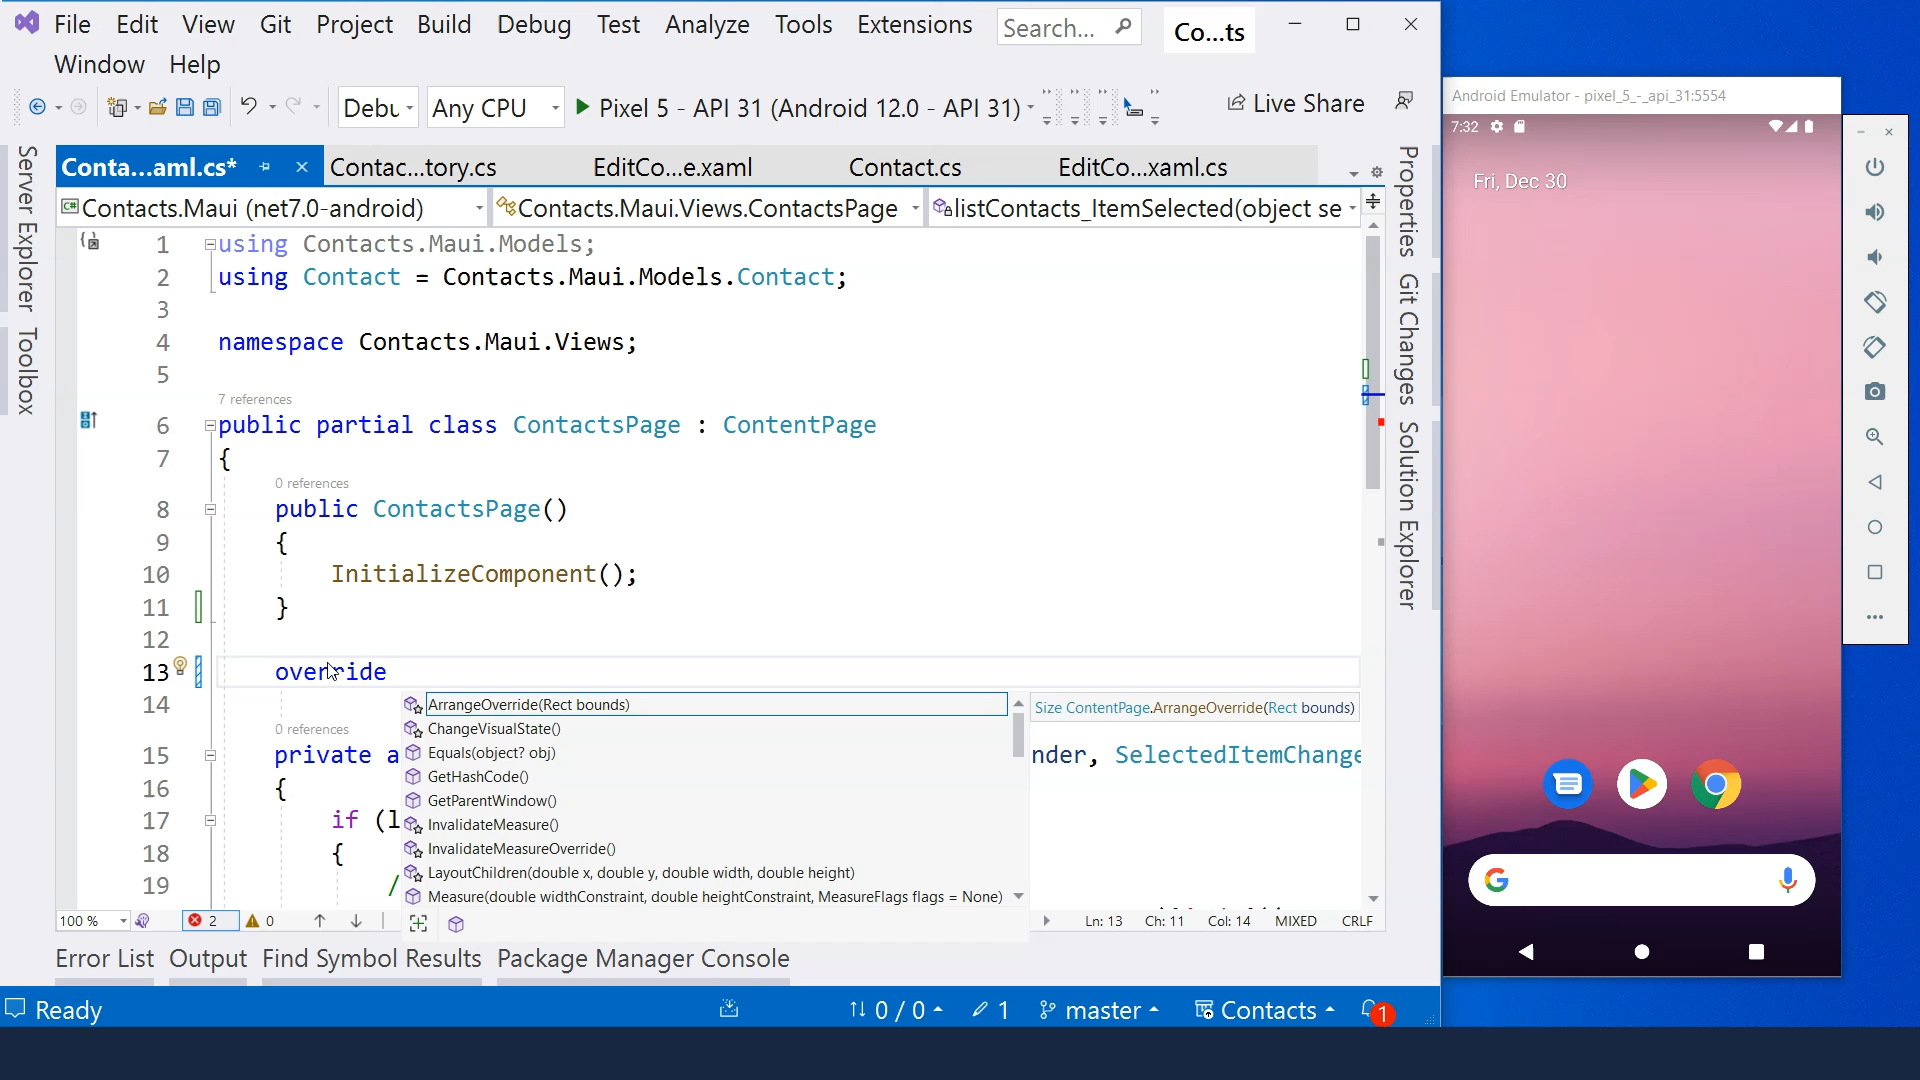 File Edit View Git Project Build Debug Test Analyze Tools Extensions Search... Co...ts
Window Help
Debu Any CPU Pixel 5 - API 31 (Android 12.0 - API 31) Live Share
Conta...aml.cs* Contac...tory.cs EditCo...e.xaml Contact.cs EditCo...xaml.cs
Contacts.Maui (net7.0-android) Contacts.Maui.Views.ContactsPage listContacts_ItemSelected(object se
Server Explorer
Toolbox
1 using Contacts.Maui.Models;
2 using Contact = Contacts.Maui.Models.Contact;
3
4 namespace Contacts.Maui.Views;
5
7 references
6 public partial class ContactsPage : ContentPage
7 {
0 references
8 public ContactsPage()
9 {
10 InitializeComponent();
11 }
12
13 override
14
0 references
15 private a nder, SelectedItemChange
16 {
17 if (l
18 {
19 /
ArrangeOverride(Rect bounds)
ChangeVisualState()
Equals(object? obj)
GetHashCode()
GetParentWindow()
InvalidateMeasure()
InvalidateMeasureOverride()
LayoutChildren(double x, double y, double width, double height)
Measure(double widthConstraint, double heightConstraint, MeasureFlags flags = None)
Size ContentPage.ArrangeOverride(Rect bounds)
100 % 2 0 Ln: 13 Ch: 11 Col: 14 MIXED CRLF
Error List Output Find Symbol Results Package Manager Console
Ready 0 / 0 1 master Contacts 1
Properties
Git Changes
Solution Explorer
Android Emulator - pixel_5_-_api_31:5554
7:32
Fri, Dec 30